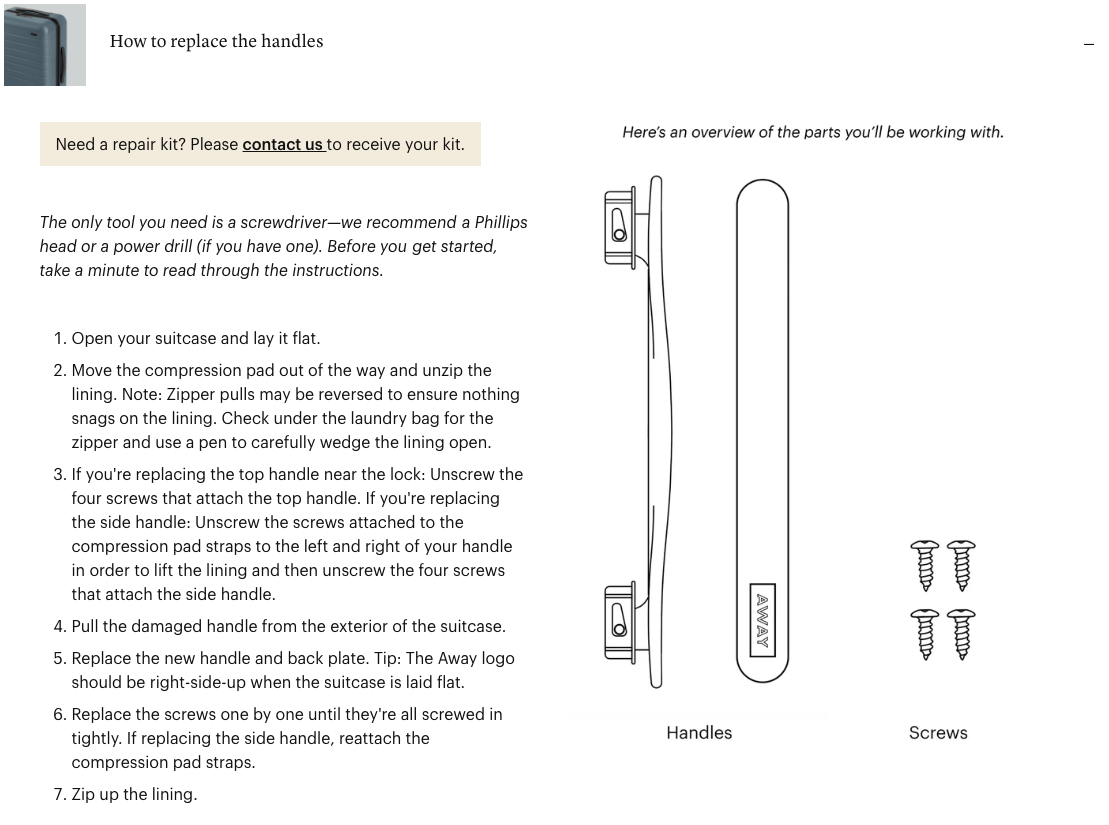 How to replace the handles
Need a repair kit? Please contact us to receive your kit.
The only tool you need is a screwdriver—we recommend a Phillips
head or a power drill (if you have one). Before you get started,
take a minute to read through the instructions.
1. Open your suitcase and lay it flat.
2. Move the compression pad out of the way and unzip the
lining. Note: Zipper pulls may be reversed to ensure nothing
snags on the lining. Check under the laundry bag for the
zipper and use a pen to carefully wedge the lining open.
3. If you're replacing the top handle near the lock: Unscrew the
four screws that attach the top handle. If you're replacing
the side handle: Unscrew the screws attached to the
compression pad straps to the left and right of your handle
in order to lift the lining and then unscrew the four screws
that attach the side handle.
4. Pull the damaged handle from the exterior of the suitcase.
5. Replace the new handle and back plate. Tip: The Away logo
should be right-side-up when the suitcase is laid flat.
6. Replace the screws one by one until they're all screwed in
tightly. If replacing the side handle, reattach the
compression pad straps.
7. Zip up the lining.
Here's an overview of the parts you'll be working with.
AWAY
Handles
Screws